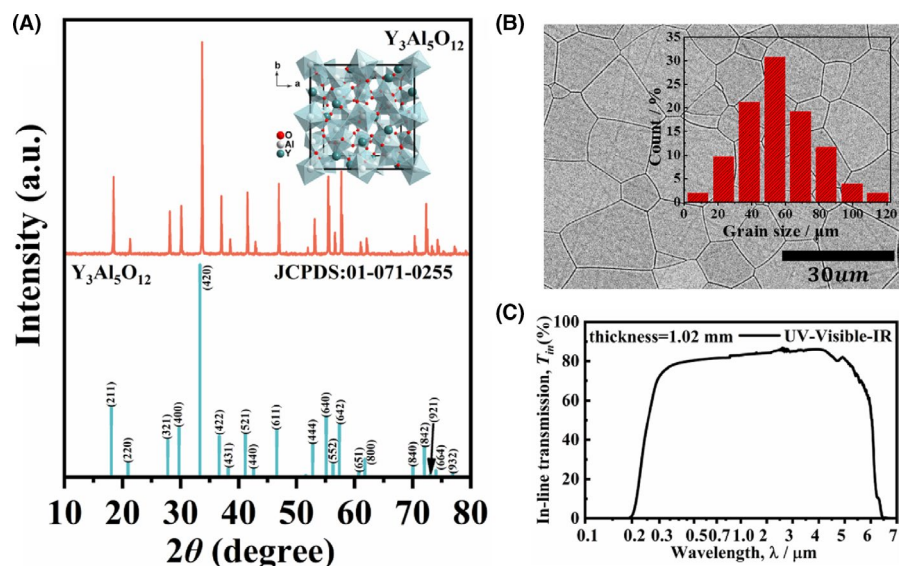 (A)
Y₃Al₅O₁₂
b
a
O
Al
Y
Y₃Al₅O₁₂
JCPDS:01-071-0255
(211)
(220)
(321)
(400)
(420)
(422)
(431)
(521)
(440)
(611)
(444)
(640)
(552)
(642)
(651)
(800)
(840)
(842)
(921)
(664)
(932)
Intensity (a.u.)
10 20 30 40 50 60 70 80
2θ (degree)
(B)
35
30
25
20
15
10
5
0
Count / %
0 20 40 60 80 100 120
Grain size / μm
30um
(C)
thickness=1.02 mm
UV-Visible-IR
100
80
60
40
20
0
In-line transmission, Tin(%)
0.1 0.2 0.3 0.5 0.7 1.0 2 3 4 5 6 7
Wavelength, λ / μm